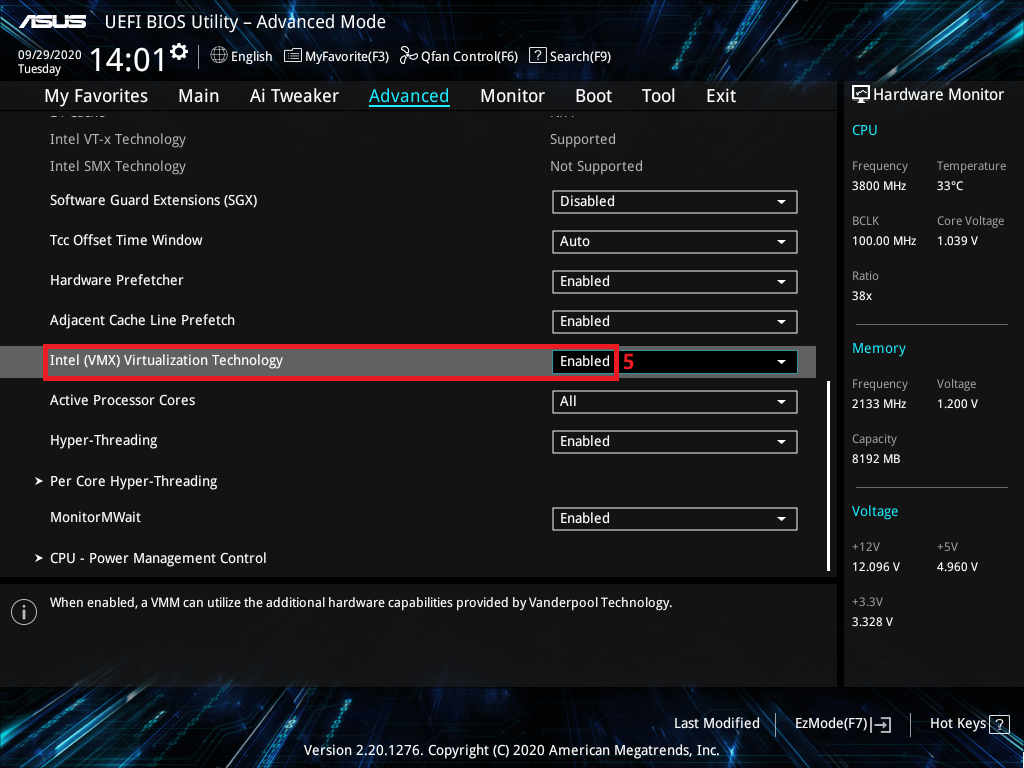 ASUS UEFI BIOS Utility – Advanced Mode
09/29/2020
Tuesday
14:01
English MyFavorite(F3) Qfan Control(F6) ? Search(F9)
My Favorites Main Ai Tweaker Advanced Monitor Boot Tool Exit
Intel VT-x Technology Supported
Intel SMX Technology Not Supported
Software Guard Extensions (SGX) Disabled
Tcc Offset Time Window Auto
Hardware Prefetcher Enabled
Adjacent Cache Line Prefetch Enabled
Intel (VMX) Virtualization Technology Enabled 5
Active Processor Cores All
Hyper-Threading Enabled
Per Core Hyper-Threading
MonitorMWait Enabled
CPU - Power Management Control
i When enabled, a VMM can utilize the additional hardware capabilities provided by Vanderpool Technology.
Hardware Monitor
CPU
Frequency Temperature
3800 MHz 33°C
BCLK Core Voltage
100.00 MHz 1.039 V
Ratio
38x
Memory
Frequency Voltage
2133 MHz 1.200 V
Capacity
8192 MB
Voltage
+12V +5V
12.096 V 4.960 V
+3.3V
3.328 V
Last Modified EzMode(F7) Hot Keys ?
Version 2.20.1276. Copyright (C) 2020 American Megatrends, Inc.